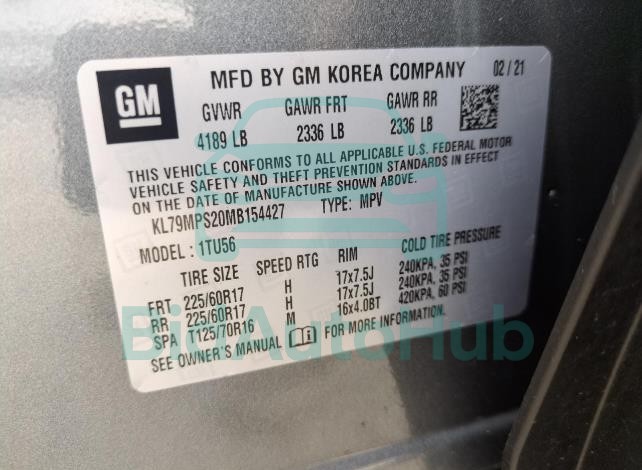 GM
MFD BY GM KOREA COMPANY 02/21
GVWR GAWR FRT GAWR RR
4189 LB 2336 LB 2336 LB
THIS VEHICLE CONFORMS TO ALL APPLICABLE U.S. FEDERAL MOTOR
VEHICLE SAFETY AND THEFT PREVENTION STANDARDS IN EFFECT
ON THE DATE OF MANUFACTURE SHOWN ABOVE.
KL79MPS20MB154427 TYPE: MPV
MODEL: 1TU56
TIRE SIZE SPEED RTG RIM COLD TIRE PRESSURE
FRT 225/60R17 H 17x7.5J 240KPA, 35 PSI
RR 225/60R17 H 17x7.5J 240KPA, 35 PSI
SPA T125/70R16 M 16x4.0BT 420KPA, 60 PSI
SEE OWNER'S MANUAL FOR MORE INFORMATION.
BidAutoHub